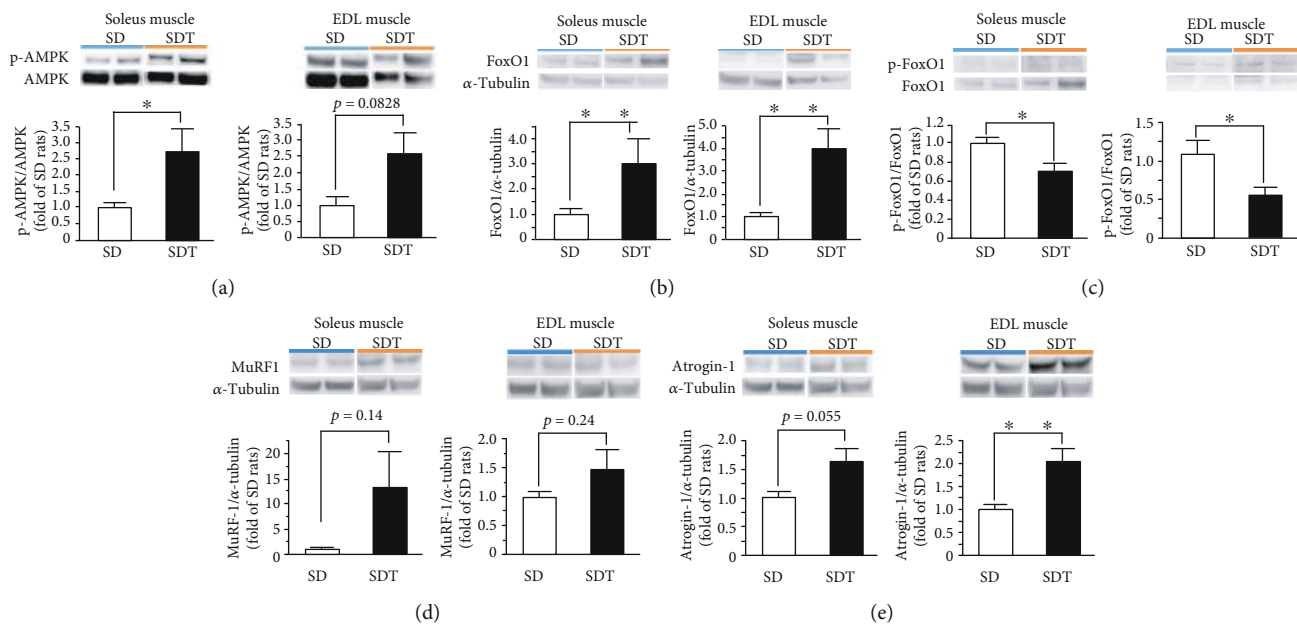 Soleus muscle
SD SDT
p-AMPK
AMPK
*
p-AMPK/AMPK
(fold of SD rats)
3.5
3.0
2.5
2.0
1.5
1.0
0.5
0
SD SDT
EDL muscle
SD SDT
p = 0.0828
p-AMPK/AMPK
(fold of SD rats)
3.5
3.0
2.5
2.0
1.5
1.0
0.5
0
SD SDT
(a)
Soleus muscle
SD SDT
FoxO1
α-Tubulin
* *
FoxO1/α-tubulin
(fold of SD rats)
5.0
4.0
3.0
2.0
1.0
0
SD SDT
EDL muscle
SD SDT
* *
FoxO1/α-tubulin
(fold of SD rats)
5.0
4.0
3.0
2.0
1.0
0
SD SDT
(b)
Soleus muscle
SD SDT
p-FoxO1
FoxO1
*
p-FoxO1/FoxO1
(fold of SD rats)
1.2
1.0
0.8
0.6
0.4
0.2
0
SD SDT
EDL muscle
SD SDT
*
p-FoxO1/FoxO1
(fold of SD rats)
1.5
1.0
0.5
0
SD SDT
(c)
Soleus muscle
SD SDT
MuRF1
α-Tubulin
p = 0.14
MuRF-1/α-tubulin
(fold of SD rats)
25
20
15
10
5
0
SD SDT
EDL muscle
SD SDT
p = 0.24
MuRF-1/α-tubulin
(fold of SD rats)
2.0
1.5
1.0
0.5
0
SD SDT
(d)
Soleus muscle
SD SDT
Atrogin-1
α-Tubulin
p = 0.055
Atrogin-1/α-tubulin
(fold of SD rats)
2.0
1.5
1.0
0.5
0
SD SDT
EDL muscle
SD SDT
* *
Atrogin-1/α-tubulin
(fold of SD rats)
2.5
2.0
1.5
1.0
0.5
0
SD SDT
(e)